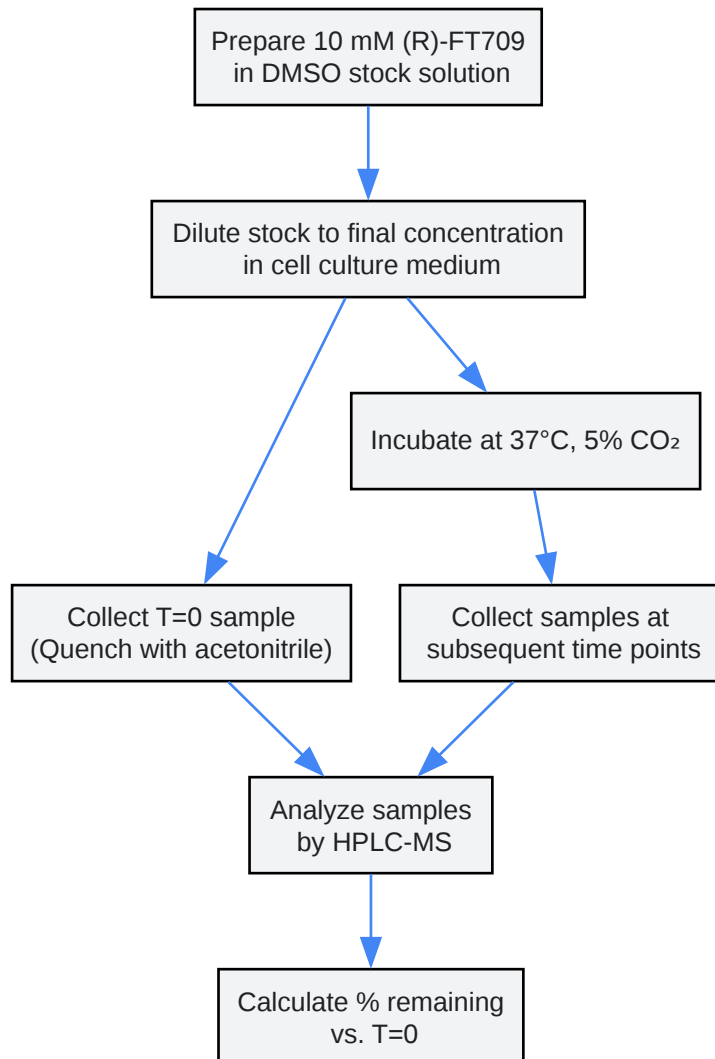 Prepare 10 mM (R)-FT709
in DMSO stock solution
Dilute stock to final concentration
in cell culture medium
Incubate at 37°C, 5% CO₂
Collect T=0 sample
(Quench with acetonitrile)
Collect samples at
subsequent time points
Analyze samples
by HPLC-MS
Calculate % remaining
vs. T=0